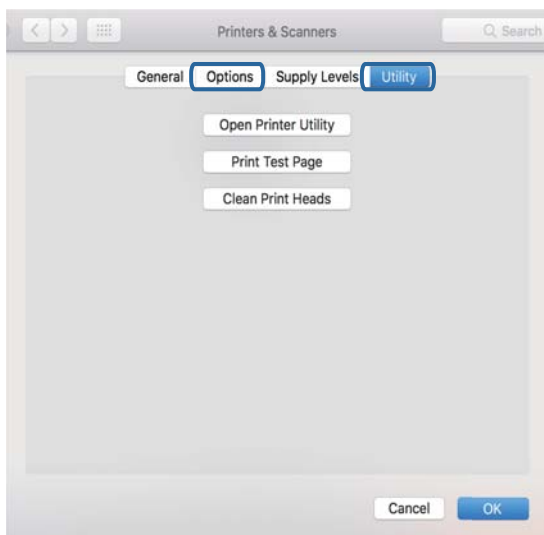 Printers & Scanners Search
General Options Supply Levels Utility
Open Printer Utility
Print Test Page
Clean Print Heads
Cancel OK